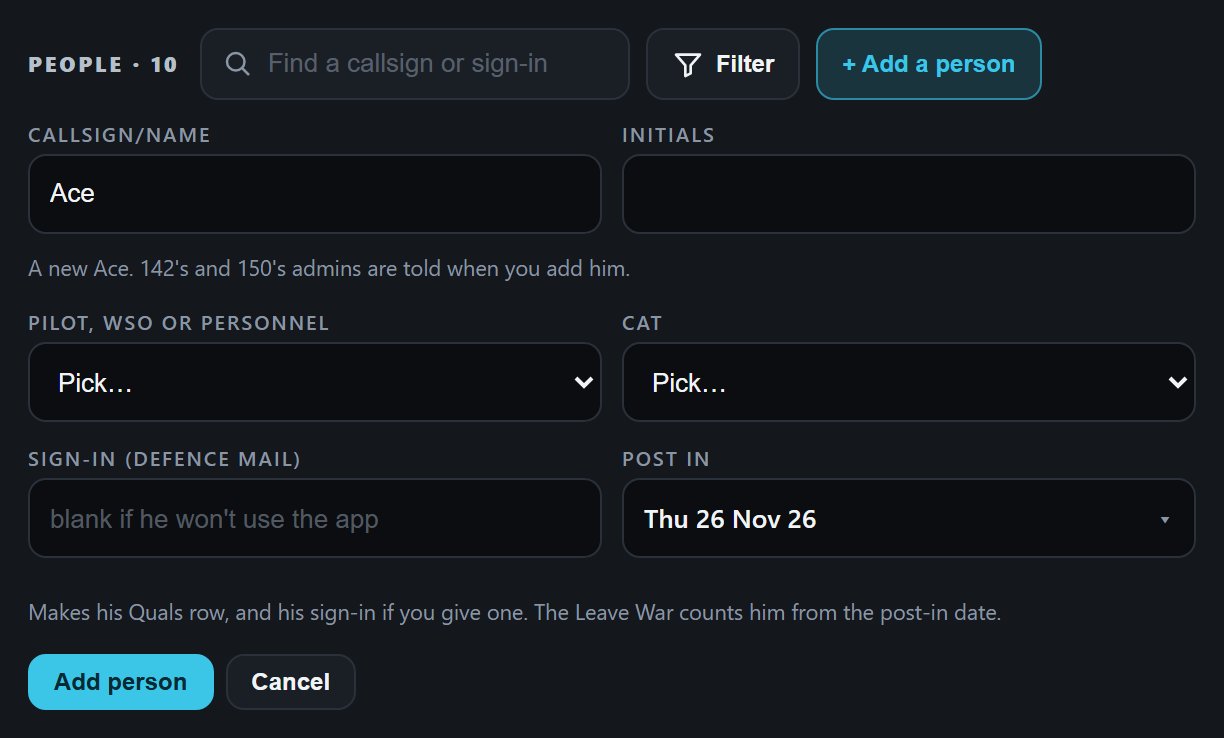 PEOPLE · 10
Find a callsign or sign-in
Filter
+ Add a person
CALLSIGN/NAME
INITIALS
Ace
A new Ace. 142's and 150's admins are told when you add him.
PILOT, WSO OR PERSONNEL
CAT
Pick…
Pick…
SIGN-IN (DEFENCE MAIL)
POST IN
blank if he won't use the app
Thu 26 Nov 26
Makes his Quals row, and his sign-in if you give one. The Leave War counts him from the post-in date.
Add person
Cancel